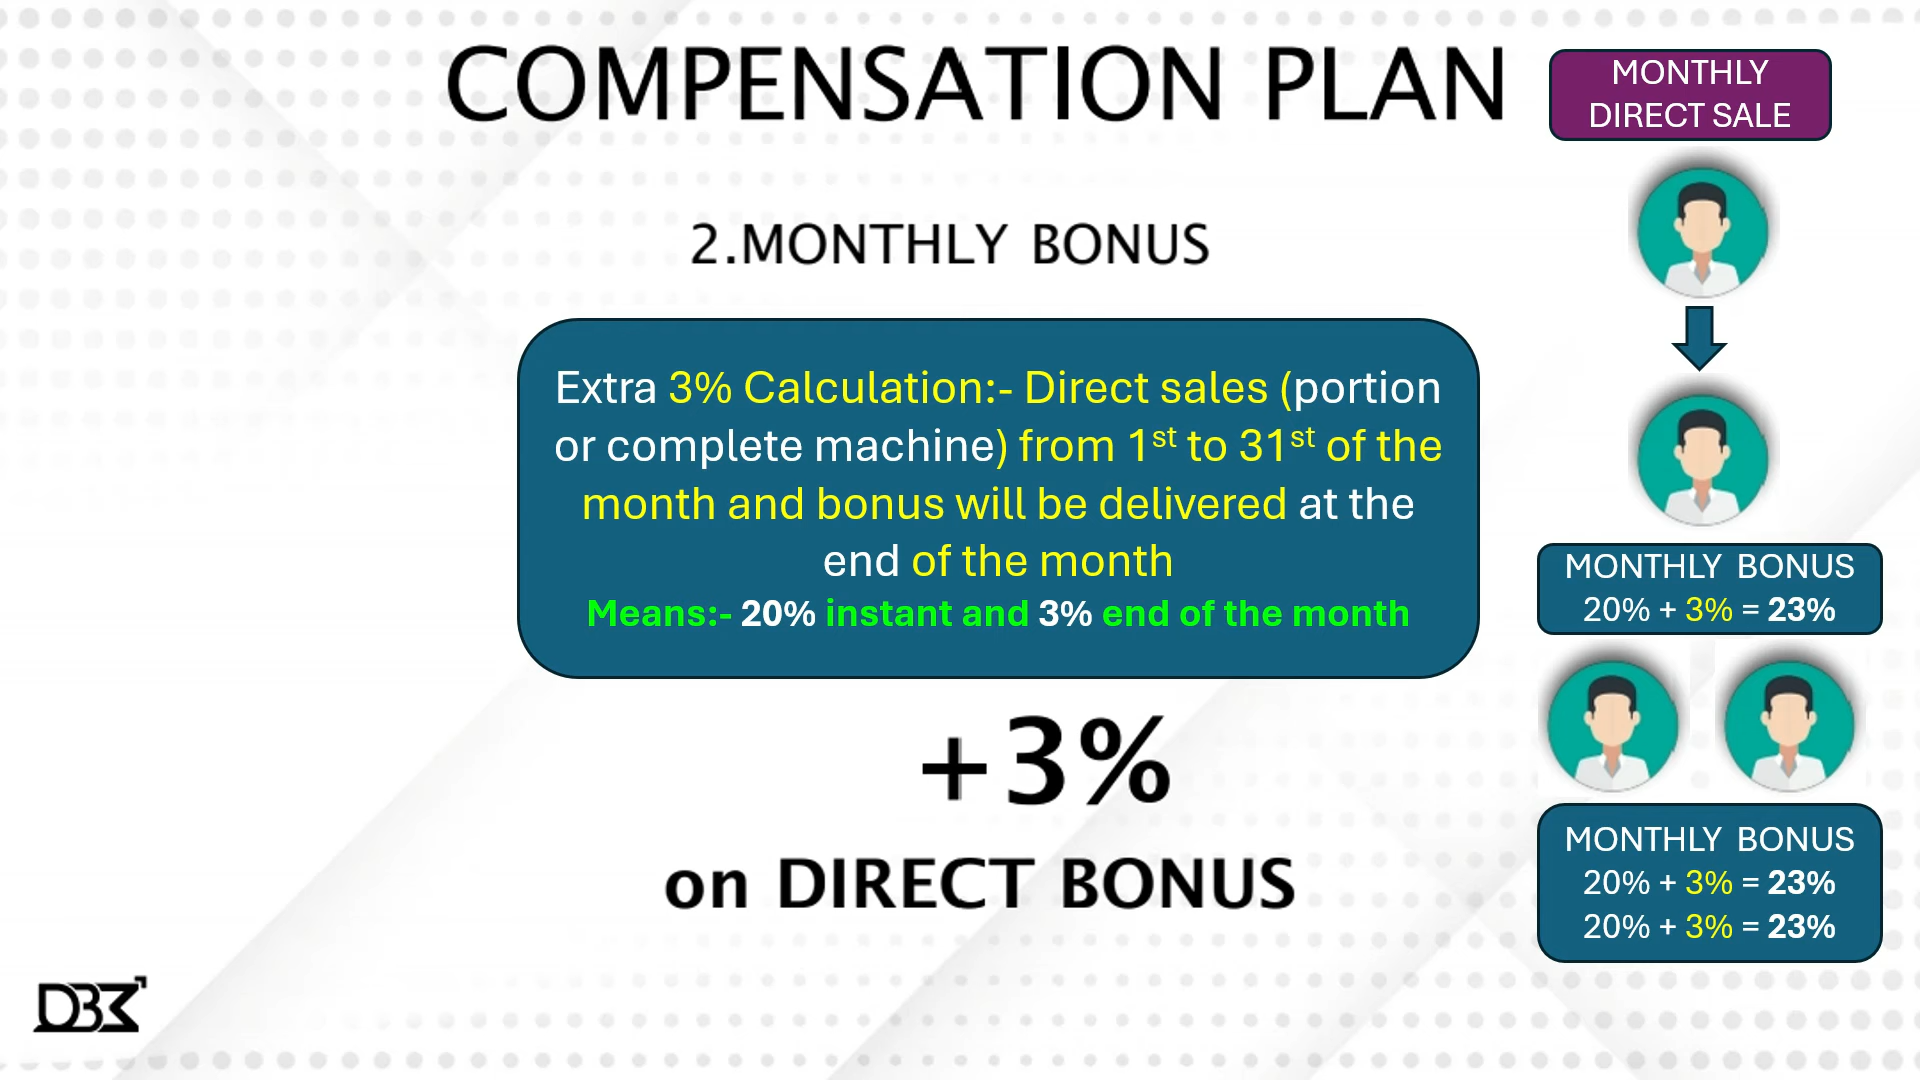 COMPENSATION PLAN
2.MONTHLY BONUS
Extra 3% Calculation:- Direct sales (portion
or complete machine) from 1st to 31st of the
month and bonus will be delivered at the
end of the month
Means:- 20% instant and 3% end of the month
+3%
on DIRECT BONUS
MONTHLY
DIRECT SALE
MONTHLY BONUS
20% + 3% = 23%
MONTHLY BONUS
20% + 3% = 23%
20% + 3% = 23%